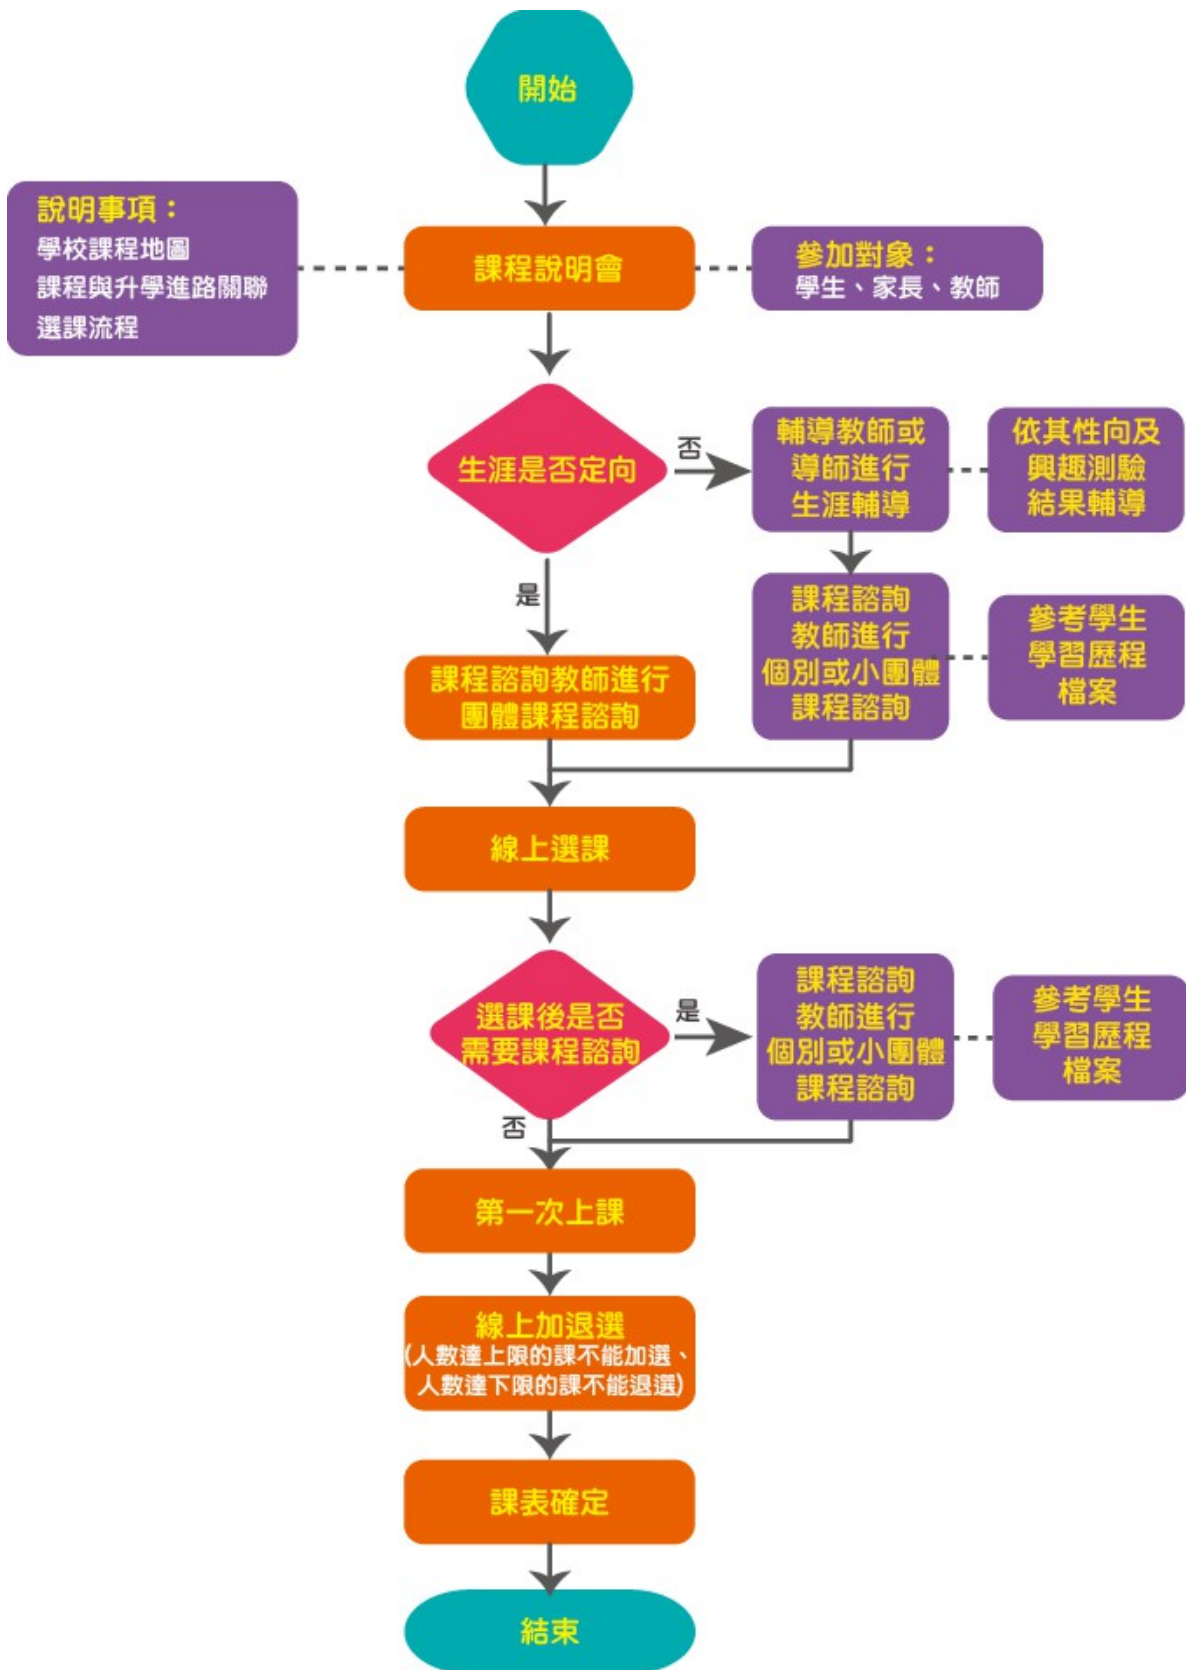 開始
說明事項：
學校課程地圖
課程與升學進路關聯
選課流程
課程說明會
參加對象：
學生、家長、教師
生涯是否定向
否
輔導教師或
導師進行
生涯輔導
依其性向及
興趣測驗
結果輔導
是
課程諮詢
教師進行
個別或小團體
課程諮詢
參考學生
學習歷程
檔案
課程諮詢教師進行
團體課程諮詢
線上選課
選課後是否
需要課程諮詢
是
課程諮詢
教師進行
個別或小團體
課程諮詢
參考學生
學習歷程
檔案
否
第一次上課
線上加退選
(人數達上限的課不能加選、
人數達下限的課不能退選)
課表確定
結束